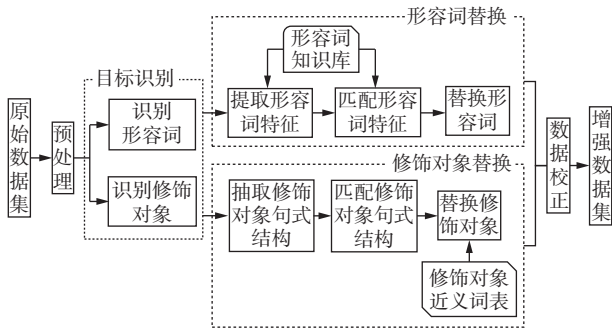 形容词替换
形容词
知识库
目标识别
识别
形容词
提取形容
词特征
匹配形容
词特征
替换形
容词
原始数据集
预处理
识别修饰
对象
修饰对象替换
抽取修饰
对象句式
结构
匹配修饰
对象句式
结构
替换修
饰对象
修饰对象
近义词表
数据校正
增强数据集